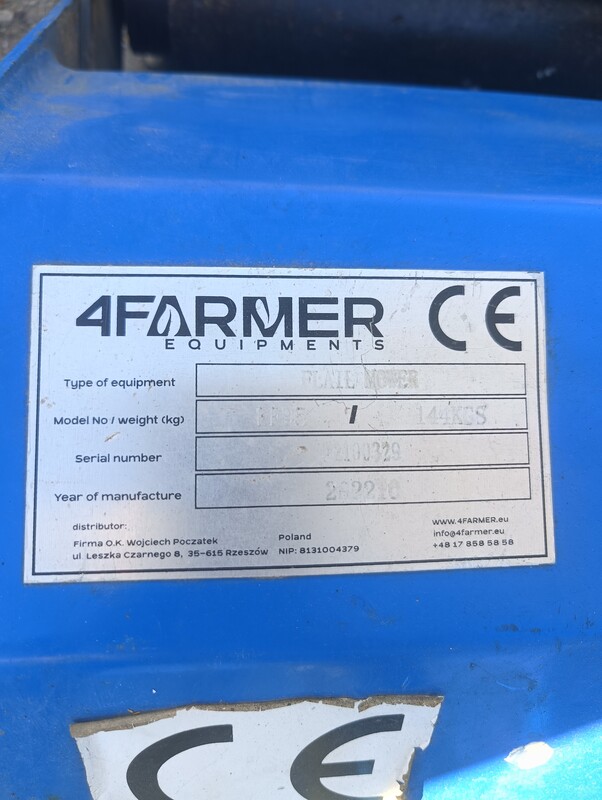 4FARMER CE
EQUIPMENTS
Type of equipment MOWER
Model No / weight (kg) / 144KGS
Serial number
Year of manufacture
distributor:
Firma O.K. Wojciech Poczatek
ul Leszka Czarnego 8, 35-615 Rzeszów
Poland
NIP: 8131004379
www.4FARMER.eu
info@4farmer.eu
+48 17 858 58 58
CE